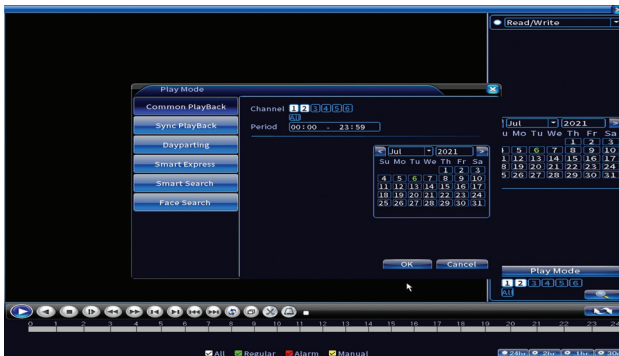 Read/Write
Play Mode
Common PlayBack
Sync PlayBack
Dayparting
Smart Express
Smart Search
Face Search
Channel 1 2 3 4 5 6
All
Period 00:00 - 23:59
Jul 2021
Su Mo Tu We Th Fr Sa
1 2 3
4 5 6 7 8 9 10
11 12 13 14 15 16 17
18 19 20 21 22 23 24
25 26 27 28 29 30 31
OK Cancel
Jul 2021
u Mo Tu We Th Fr Sa
1 2 3
5 6 7 8 9 10
12 13 14 15 16 17
19 20 21 22 23 24
26 27 28 29 30 31
Play Mode
1 2 3 4 5 6
All
0 1 2 3 4 5 6 7 8 9 10 11 12 13 14 15 16 17 18 19 20 21 22 23 24
All Regular Alarm Manual
24hr 2hr 1hr 30